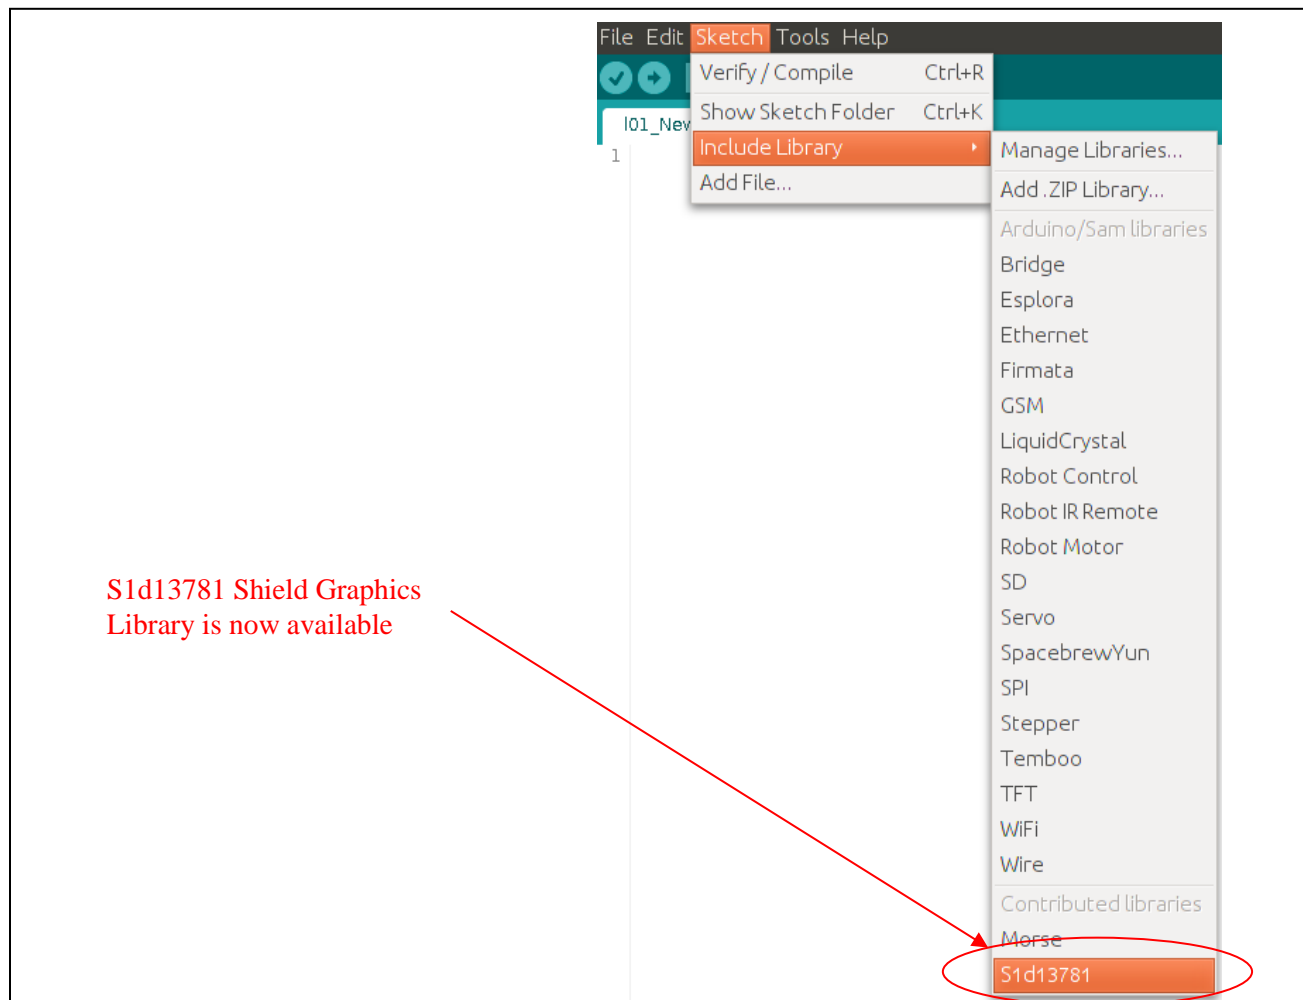 File Edit Sketch Tools Help
Verify / Compile Ctrl+R
Show Sketch Folder Ctrl+K
l01_New
Include Library
1
Manage Libraries...
Add File...
Add .ZIP Library...
Arduino/Sam libraries
Bridge
Esplora
Ethernet
Firmata
GSM
LiquidCrystal
Robot Control
Robot IR Remote
Robot Motor
S1d13781 Shield Graphics
Library is now available
SD
Servo
SpacebrewYun
SPI
Stepper
Temboo
TFT
WiFi
Wire
Contributed libraries
Morse
S1d13781